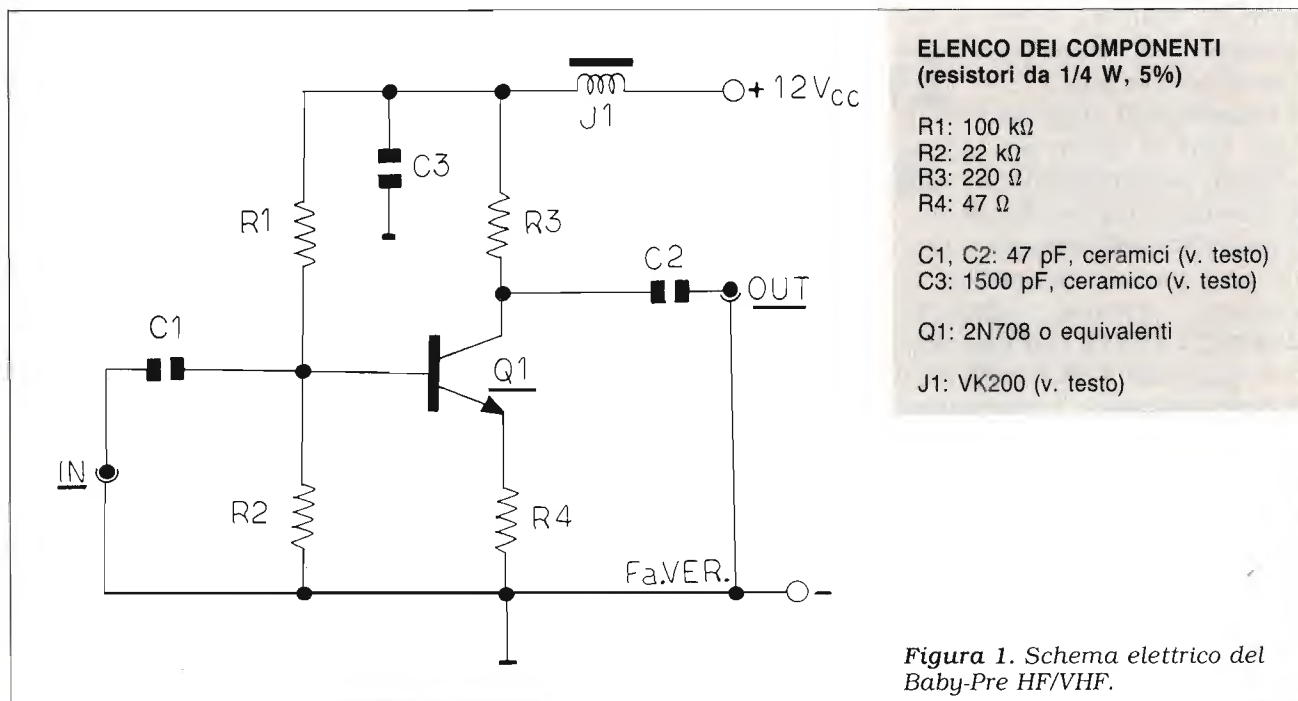 J1
+ 12Vcc
C3
R1
R3
C2
OUT
C1
Q1
IN
R2
R4
Fa.VER.
-
ELENCO DEI COMPONENTI
(resistori da 1/4 W, 5%)
R1: 100 kΩ
R2: 22 kΩ
R3: 220 Ω
R4: 47 Ω
C1, C2: 47 pF, ceramici (v. testo)
C3: 1500 pF, ceramico (v. testo)
Q1: 2N708 o equivalenti
J1: VK200 (v. testo)
Figura 1. Schema elettrico del
Baby-Pre HF/VHF.